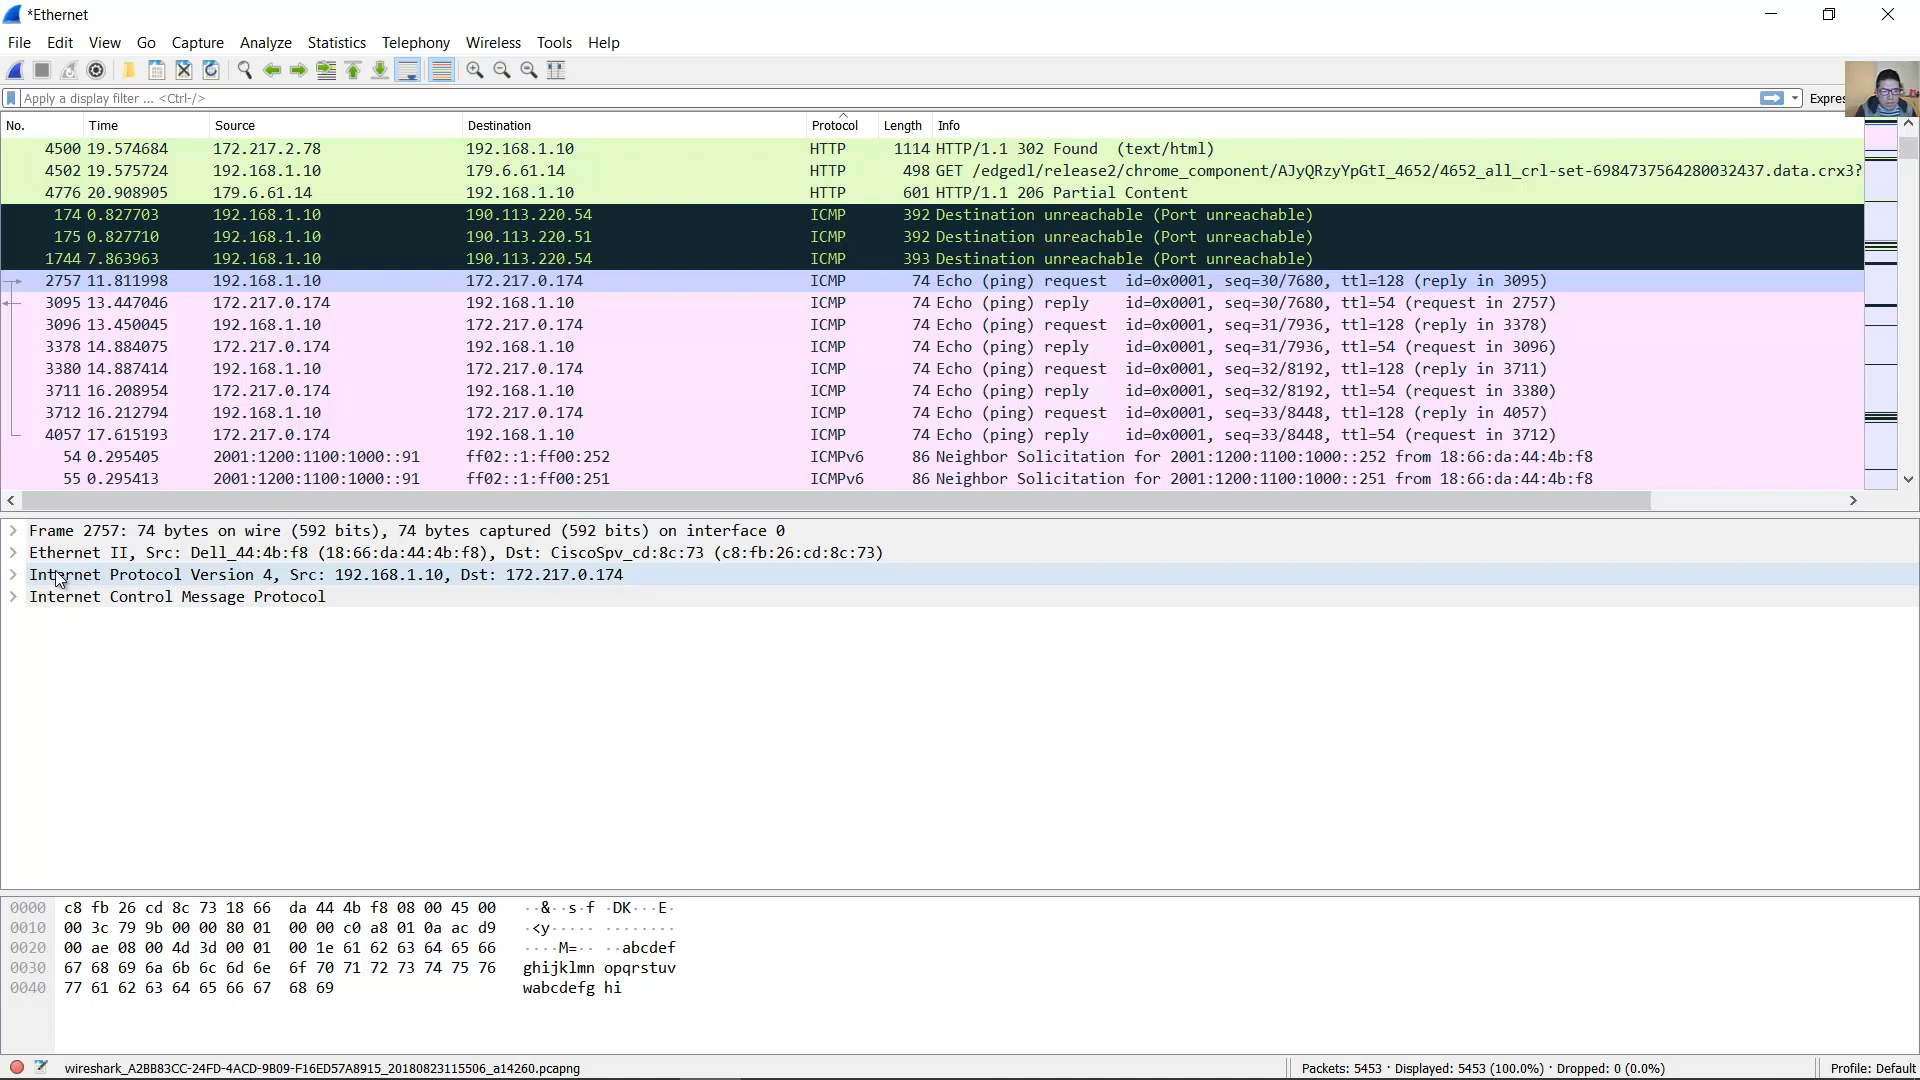 *Ethernet
File Edit View Go Capture Analyze Statistics Telephony Wireless Tools Help
Apply a display filter ... <Ctrl-/> Expres
No. Time Source Destination Protocol Length Info
4500 19.574684 172.217.2.78 192.168.1.10 HTTP 1114 HTTP/1.1 302 Found (text/html)
4502 19.575724 192.168.1.10 179.6.61.14 HTTP 498 GET /edgedl/release2/chrome_component/AJyQRzyYpGtI_4652/4652_all_crl-set-6984737564280032437.data.crx3?
4776 20.908905 179.6.61.14 192.168.1.10 HTTP 601 HTTP/1.1 206 Partial Content
174 0.827703 192.168.1.10 190.113.220.54 ICMP 392 Destination unreachable (Port unreachable)
175 0.827710 192.168.1.10 190.113.220.51 ICMP 392 Destination unreachable (Port unreachable)
1744 7.863963 192.168.1.10 190.113.220.54 ICMP 393 Destination unreachable (Port unreachable)
2757 11.811998 192.168.1.10 172.217.0.174 ICMP 74 Echo (ping) request id=0x0001, seq=30/7680, ttl=128 (reply in 3095)
3095 13.447046 172.217.0.174 192.168.1.10 ICMP 74 Echo (ping) reply id=0x0001, seq=30/7680, ttl=54 (request in 2757)
3096 13.450045 192.168.1.10 172.217.0.174 ICMP 74 Echo (ping) request id=0x0001, seq=31/7936, ttl=128 (reply in 3378)
3378 14.884075 172.217.0.174 192.168.1.10 ICMP 74 Echo (ping) reply id=0x0001, seq=31/7936, ttl=54 (request in 3096)
3380 14.887414 192.168.1.10 172.217.0.174 ICMP 74 Echo (ping) request id=0x0001, seq=32/8192, ttl=128 (reply in 3711)
3711 16.208954 172.217.0.174 192.168.1.10 ICMP 74 Echo (ping) reply id=0x0001, seq=32/8192, ttl=54 (request in 3380)
3712 16.212794 192.168.1.10 172.217.0.174 ICMP 74 Echo (ping) request id=0x0001, seq=33/8448, ttl=128 (reply in 4057)
4057 17.615193 172.217.0.174 192.168.1.10 ICMP 74 Echo (ping) reply id=0x0001, seq=33/8448, ttl=54 (request in 3712)
54 0.295405 2001:1200:1100:1000::91 ff02::1:ff00:252 ICMPv6 86 Neighbor Solicitation for 2001:1200:1100:1000::252 from 18:66:da:44:4b:f8
55 0.295413 2001:1200:1100:1000::91 ff02::1:ff00:251 ICMPv6 86 Neighbor Solicitation for 2001:1200:1100:1000::251 from 18:66:da:44:4b:f8
Frame 2757: 74 bytes on wire (592 bits), 74 bytes captured (592 bits) on interface 0
Ethernet II, Src: Dell_44:4b:f8 (18:66:da:44:4b:f8), Dst: CiscoSpv_cd:8c:73 (c8:fb:26:cd:8c:73)
Internet Protocol Version 4, Src: 192.168.1.10, Dst: 172.217.0.174
Internet Control Message Protocol
0000 c8 fb 26 cd 8c 73 18 66 da 44 4b f8 08 00 45 00 ··&··s·f ·DK···E·
0010 00 3c 79 9b 00 00 80 01 00 00 c0 a8 01 0a ac d9 ·<y····· ········
0020 00 ae 08 00 4d 3d 00 01 00 1e 61 62 63 64 65 66 ····M=·· ··abcdef
0030 67 68 69 6a 6b 6c 6d 6e 6f 70 71 72 73 74 75 76 ghijklmn opqrstuv
0040 77 61 62 63 64 65 66 67 68 69 wabcdefg hi
wireshark_A2BB83CC-24FD-4ACD-9B09-F16ED57A8915_20180823115506_a14260.pcapng Packets: 5453 · Displayed: 5453 (100.0%) · Dropped: 0 (0.0%) Profile: Default